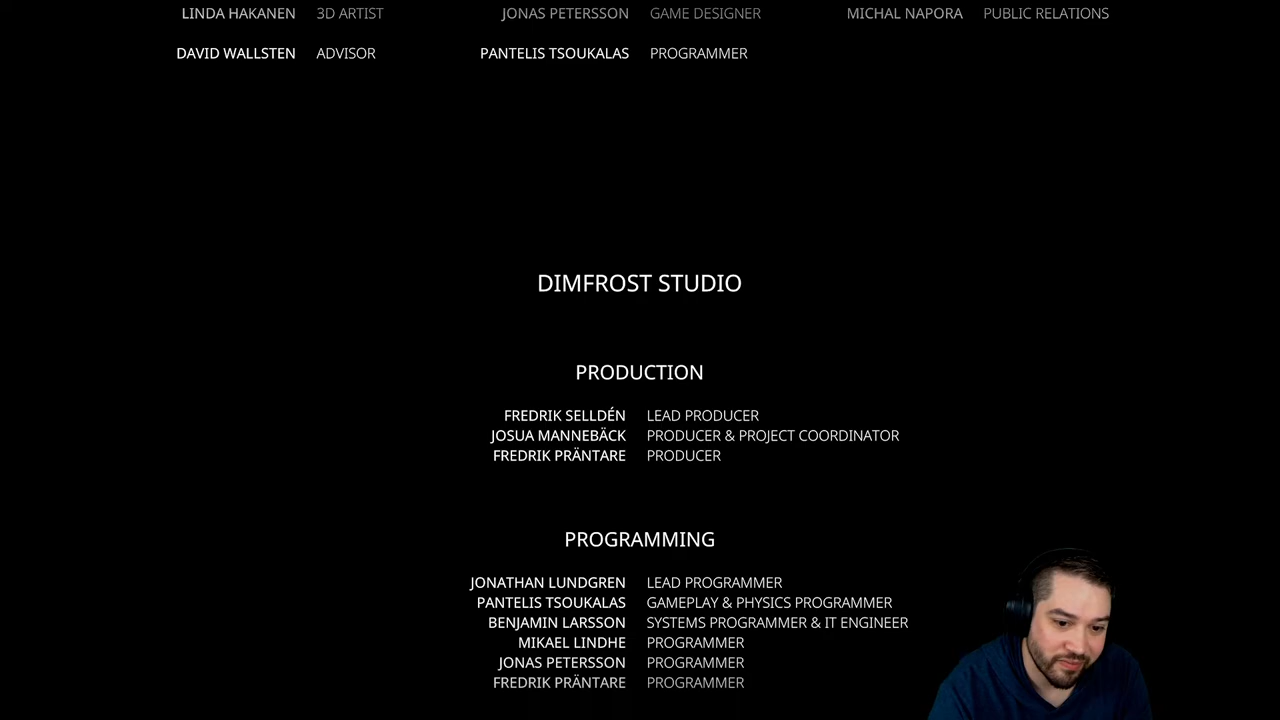 LINDA HAKANEN 3D ARTIST JONAS PETERSSON GAME DESIGNER MICHAL NAPORA PUBLIC RELATIONS
DAVID WALLSTEN ADVISOR PANTELIS TSOUKALAS PROGRAMMER
DIMFROST STUDIO
PRODUCTION
FREDRIK SELLDÉN LEAD PRODUCER
JOSUA MANNEBÄCK PRODUCER & PROJECT COORDINATOR
FREDRIK PRÄNTARE PRODUCER
PROGRAMMING
JONATHAN LUNDGREN LEAD PROGRAMMER
PANTELIS TSOUKALAS GAMEPLAY & PHYSICS PROGRAMMER
BENJAMIN LARSSON SYSTEMS PROGRAMMER & IT ENGINEER
MIKAEL LINDHE PROGRAMMER
JONAS PETERSSON PROGRAMMER
FREDRIK PRÄNTARE PROGRAMMER